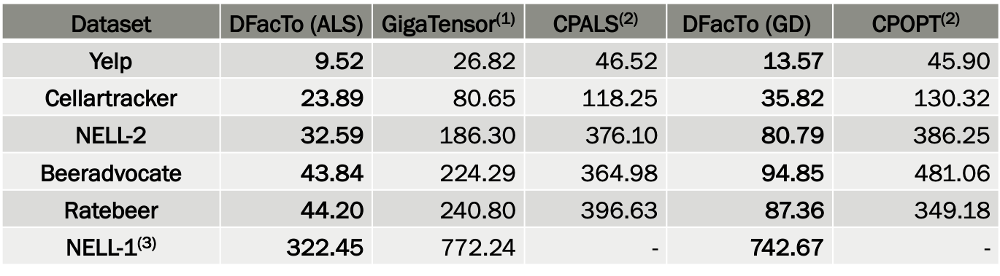 Dataset DFacTo (ALS) GigaTensor(1) CPALS(2) DFacTo (GD) CPOPT(2)
Yelp 9.52 26.82 46.52 13.57 45.90
Cellartracker 23.89 80.65 118.25 35.82 130.32
NELL-2 32.59 186.30 376.10 80.79 386.25
Beeradvocate 43.84 224.29 364.98 94.85 481.06
Ratebeer 44.20 240.80 396.63 87.36 349.18
NELL-1(3) 322.45 772.24 - 742.67 -